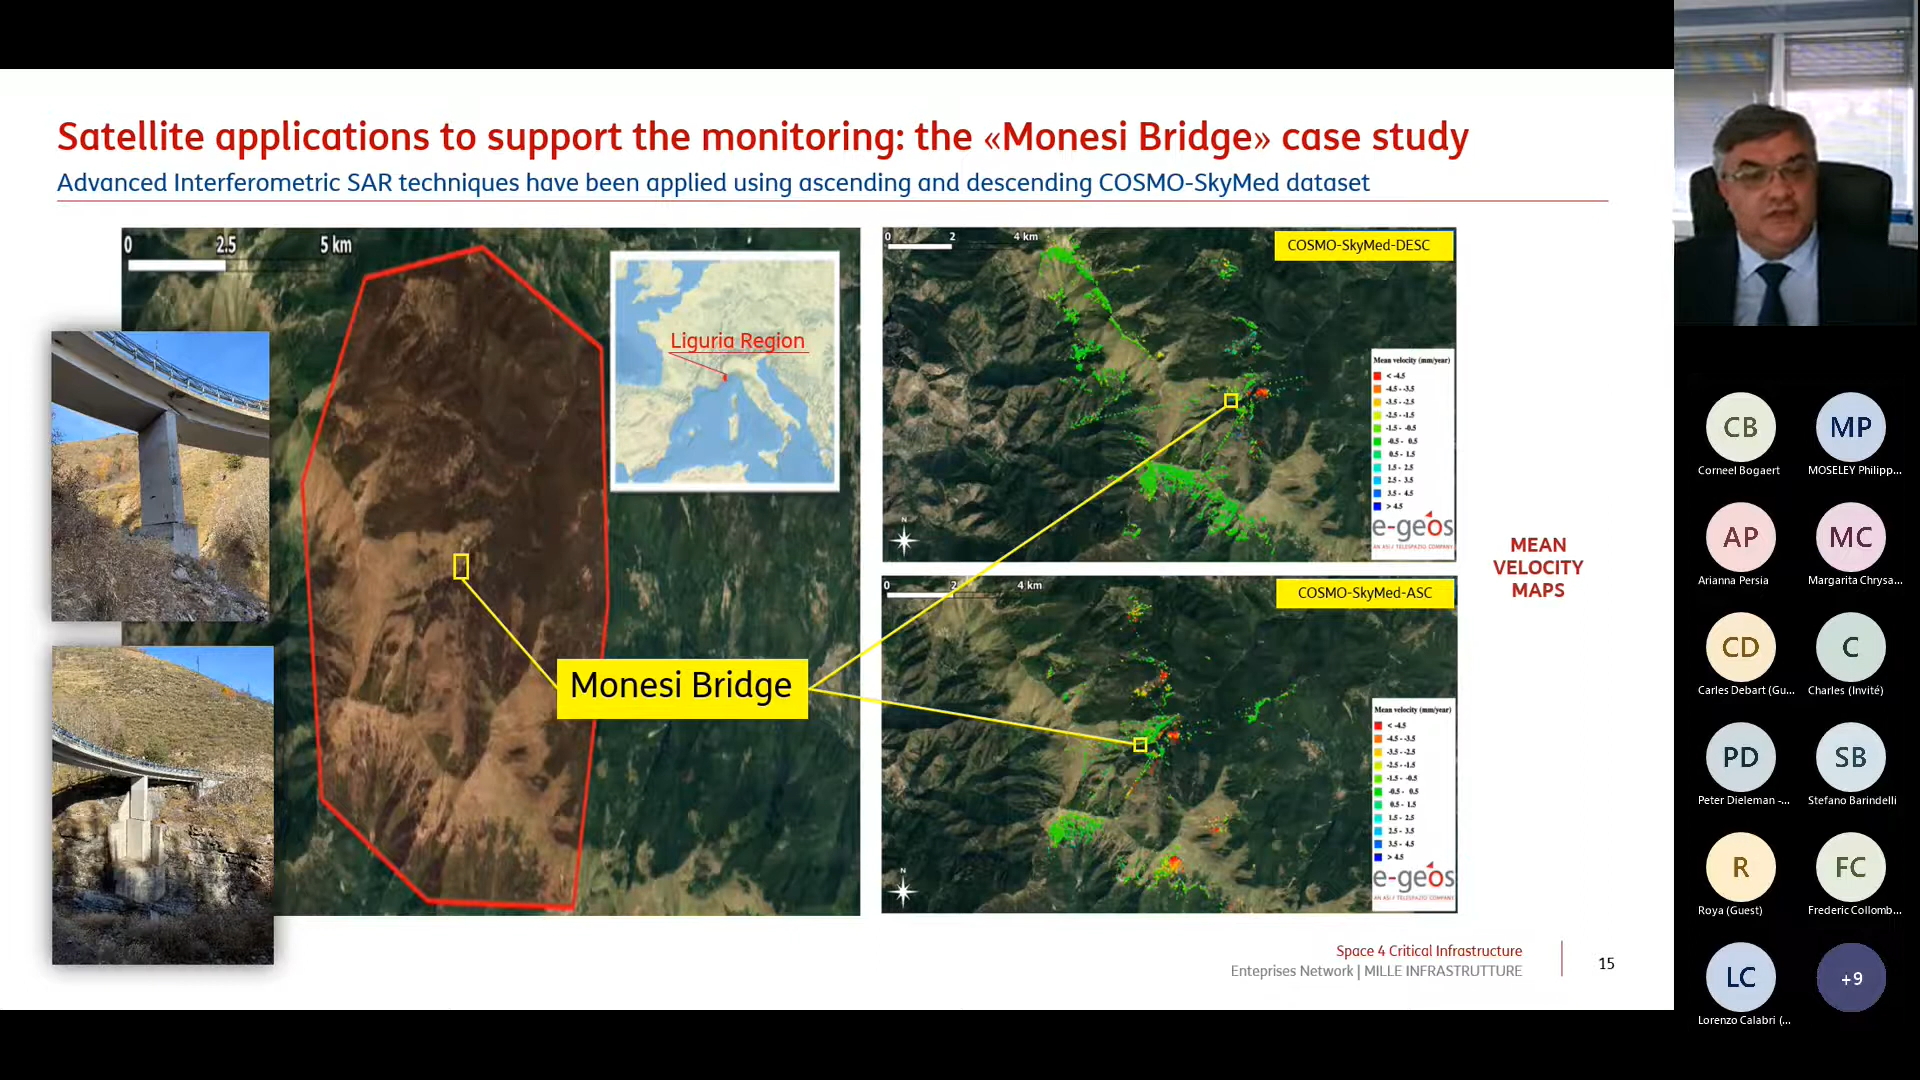 Satellite applications to support the monitoring: the «Monesi Bridge» case study
Advanced Interferometric SAR techniques have been applied using ascending and descending COSMO-SkyMed dataset
0 2.5 5 km
Liguria Region
Monesi Bridge
0 2 4 km
COSMO-SkyMed-DESC
Mean velocity (mm/year)
< -4.5
-4.5 - -3.5
-3.5 - -2.5
-2.5 - -1.5
-1.5 - -0.5
-0.5 - 0.5
0.5 - 1.5
1.5 - 2.5
2.5 - 3.5
3.5 - 4.5
> 4.5
N
e-geos
AN ASI / TELESPAZIO COMPANY
0 2 4 km
COSMO-SkyMed-ASC
Mean velocity (mm/year)
< -4.5
-4.5 - -3.5
-3.5 - -2.5
-2.5 - -1.5
-1.5 - -0.5
-0.5 - 0.5
0.5 - 1.5
1.5 - 2.5
2.5 - 3.5
3.5 - 4.5
> 4.5
N
e-geos
AN ASI / TELESPAZIO COMPANY
MEAN
VELOCITY
MAPS
Space 4 Critical Infrastructure
Enteprises Network | MILLE INFRASTRUTTURE
15
CB MP
Corneel Bogaert MOSELEY Philipp...
AP MC
Arianna Persia Margarita Chrysa...
CD C
Carles Debart (Gu... Charles (Invité)
PD SB
Peter Dieleman -... Stefano Barindelli
R FC
Roya (Guest) Frederic Collomb...
LC +9
Lorenzo Calabri (...